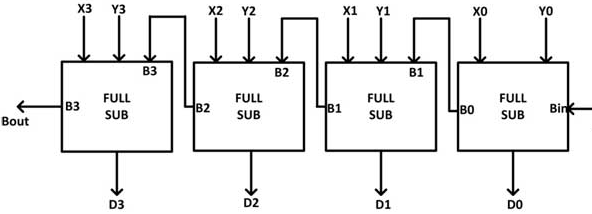 X3 Y3 X2 Y2 X1 Y1 X0 Y0
B3 B2 B1
FULL SUB
FULL SUB
FULL SUB
FULL SUB
B3 B2 B1 B0 Bin
Bout
D3 D2 D1 D0